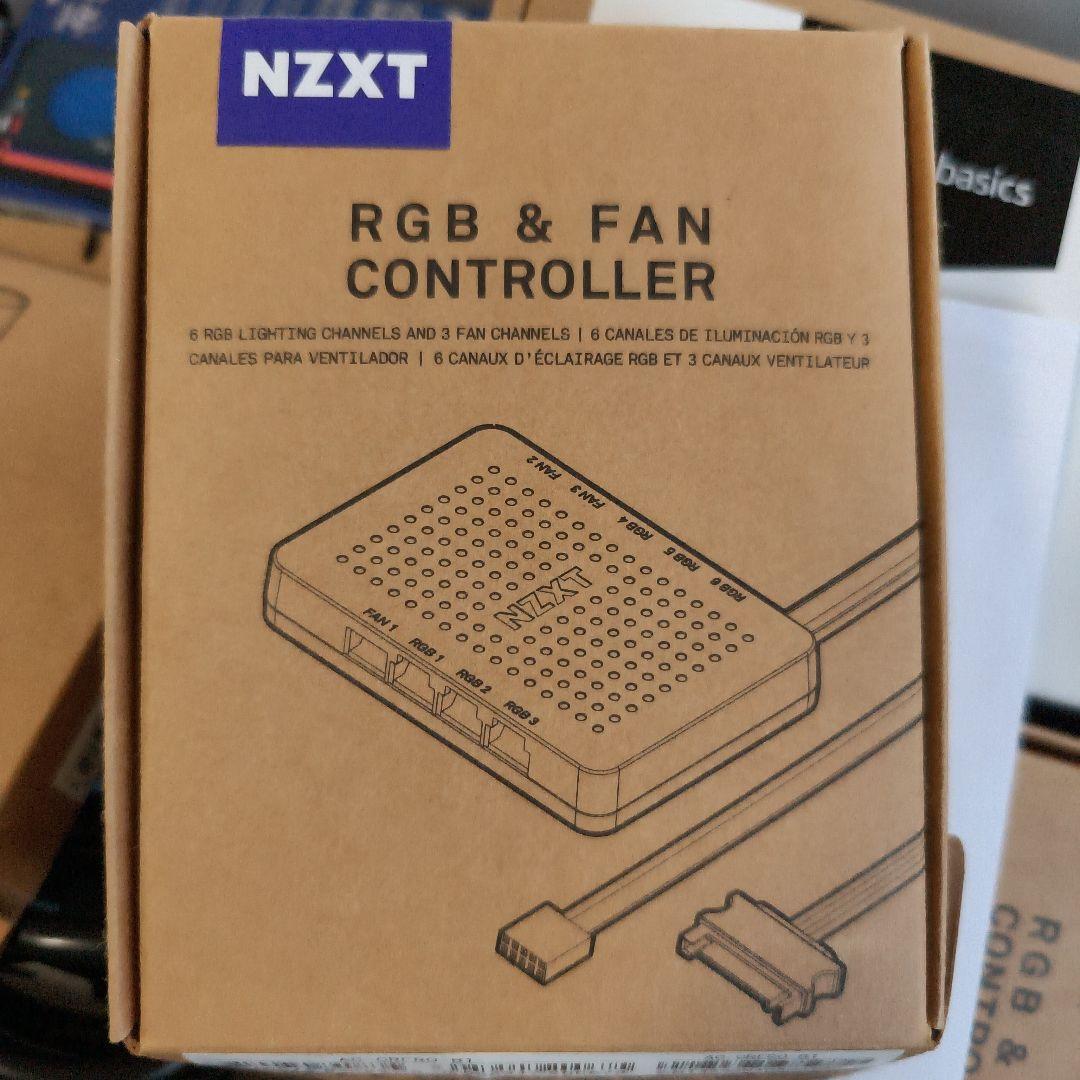 NZXT
basics
RGB & FAN
CONTROLLER
6 RGB LIGHTING CHANNELS AND 3 FAN CHANNELS | 6 CANALES DE ILUMINACIÓN RGB Y 3
CANALES PARA VENTILADOR | 6 CANAUX D'ÉCLAIRAGE RGB ET 3 CANAUX VENTILATEUR
FAN 2
FAN 3
RGB 4
RGB 5
RGB 6
NZXT
FAN 1
RGB 1
RGB 2
RGB 3
RGB &